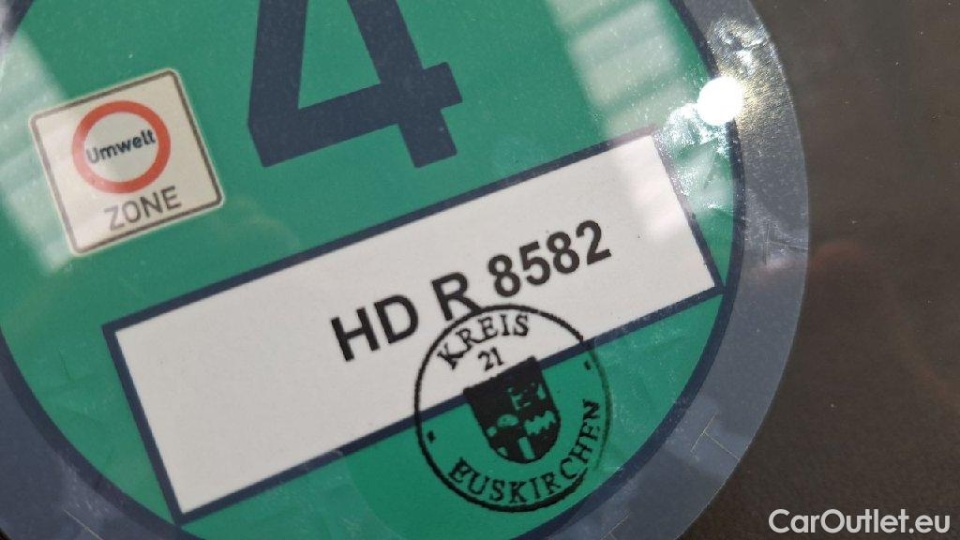 4
Umwelt
ZONE
HD R 8582
KREIS
21
EUSKIRCHEN
CarOutlet.eu